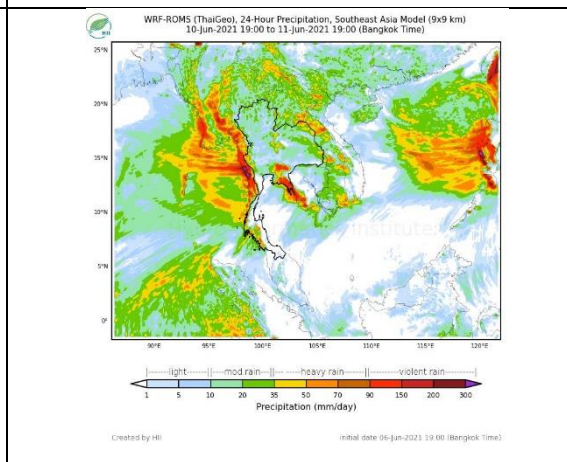 HII
WRF-ROMS (ThaiGeo), 24-Hour Precipitation, Southeast Asia Model (9x9 km)
10-Jun-2021 19:00 to 11-Jun-2021 19:00 (Bangkok Time)
25°N
20°N
15°N
10°N
5°N
0°
Institute
90°E 95°E 100°E 105°E 110°E 115°E 120°E
|-------light-------||----mod rain---||---- ----heavy rain------||-------violent rain-------|
1 5 10 20 35 50 70 90 150 200 300
Precipitation (mm/day)
Created by HII initial date 06-Jun-2021 19:00 (Bangkok Time)